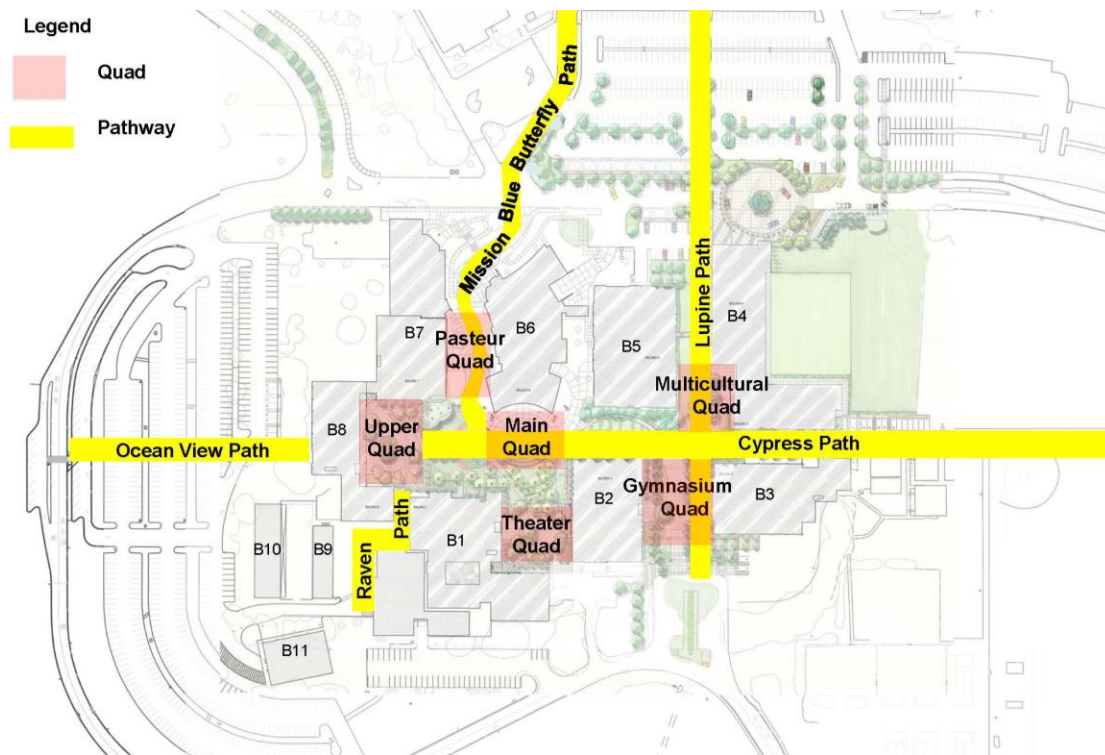 Legend
Quad
Pathway
Mission Blue Butterfly Path
Lupine Path
B4
B7
B6
B5
Pasteur
Quad
Multicultural
Quad
B8
Upper
Quad
Main
Quad
Ocean View Path
Cypress Path
B2
Gymnasium
Quad
B3
Theater
Quad
B1
Raven
Path
B10
B9
B11